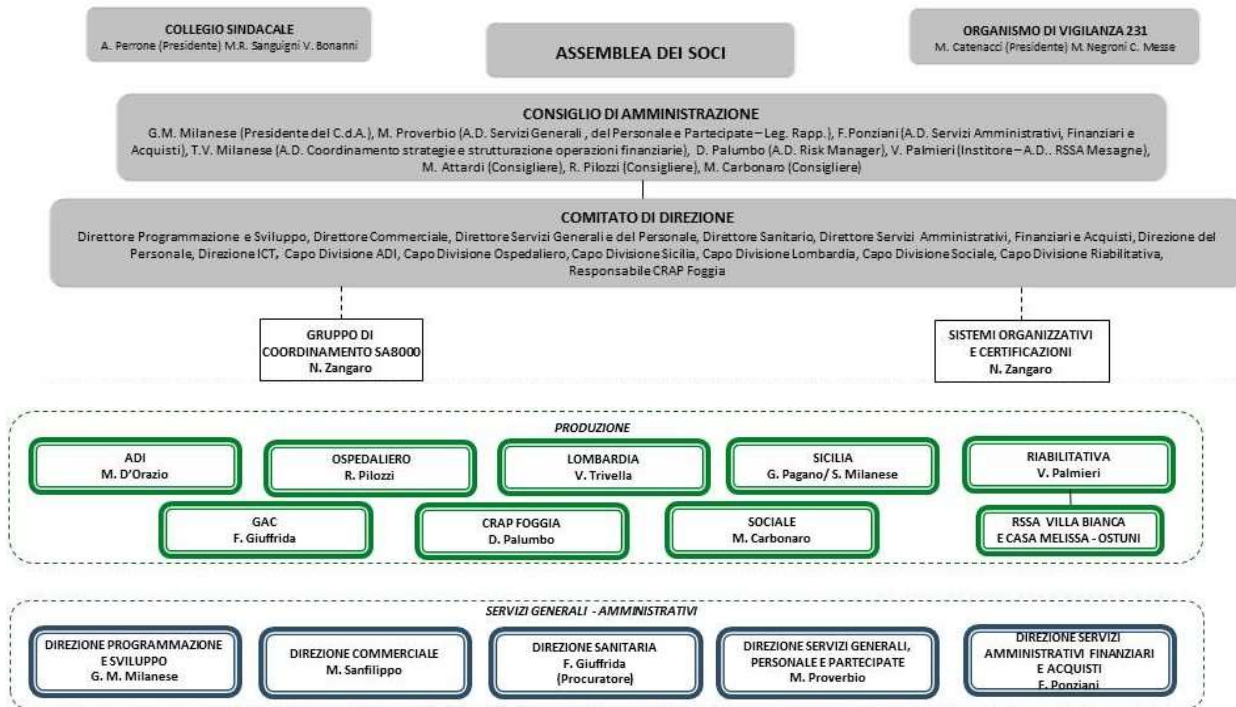 COLLEGIO SINDACALE
A. Perrone (Presidente) M.R. Sanguigni V. Bonanni
ASSEMBLEA DEI SOCI
ORGANISMO DI VIGILANZA 231
M. Catenacci (Presidente) M. Negroni C. Messe
CONSIGLIO DI AMMINISTRAZIONE
G.M. Milanese (Presidente del C.d.A.), M. Proverbio (A.D. Servizi Generali , del Personale e Partecipate – Leg. Rapp.), F.Ponziani (A.D. Servizi Amministrativi, Finanziari e
Acquisti), T.V. Milanese (A.D. Coordinamento strategie e strutturazione operazioni finanziarie), D. Palumbo (A.D. Risk Manager), V. Palmieri (Institore – A.D.. RSSA Mesagne),
M. Attardi (Consigliere), R. Pilozzi (Consigliere), M. Carbonaro (Consigliere)
COMITATO DI DIREZIONE
Direttore Programmazione e Sviluppo, Direttore Commerciale, Direttore Servizi Generali e del Personale, Direttore Sanitario, Direttore Servizi Amministrativi, Finanziari e Acquisti, Direzione del
Personale, Direzione ICT, Capo Divisione ADI, Capo Divisione Ospedaliero, Capo Divisione Sicilia, Capo Divisione Lombardia, Capo Divisione Sociale, Capo Divisione Riabilitativa,
Responsabile CRAP Foggia
GRUPPO DI
COORDINAMENTO SA8000
N. Zangaro
SISTEMI ORGANIZZATIVI
E CERTIFICAZIONI
N. Zangaro
PRODUZIONE
ADI
M. D'Orazio
OSPEDALIERO
R. Pilozzi
LOMBARDIA
V. Trivella
SICILIA
G. Pagano/ S. Milanese
RIABILITATIVA
V. Palmieri
GAC
F. Giuffrida
CRAP FOGGIA
D. Palumbo
SOCIALE
M. Carbonaro
RSSA VILLA BIANCA
E CASA MELISSA - OSTUNI
SERVIZI GENERALI - AMMINISTRATIVI
DIREZIONE PROGRAMMAZIONE
E SVILUPPO
G. M. Milanese
DIREZIONE COMMERCIALE
M. Sanfilippo
DIREZIONE SANITARIA
F. Giuffrida
(Procuratore)
DIREZIONE SERVIZI GENERALI,
PERSONALE E PARTECIPATE
M. Proverbio
DIREZIONE SERVIZI
AMMINISTRATIVI FINANZIARI
E ACQUISTI
F. Ponziani